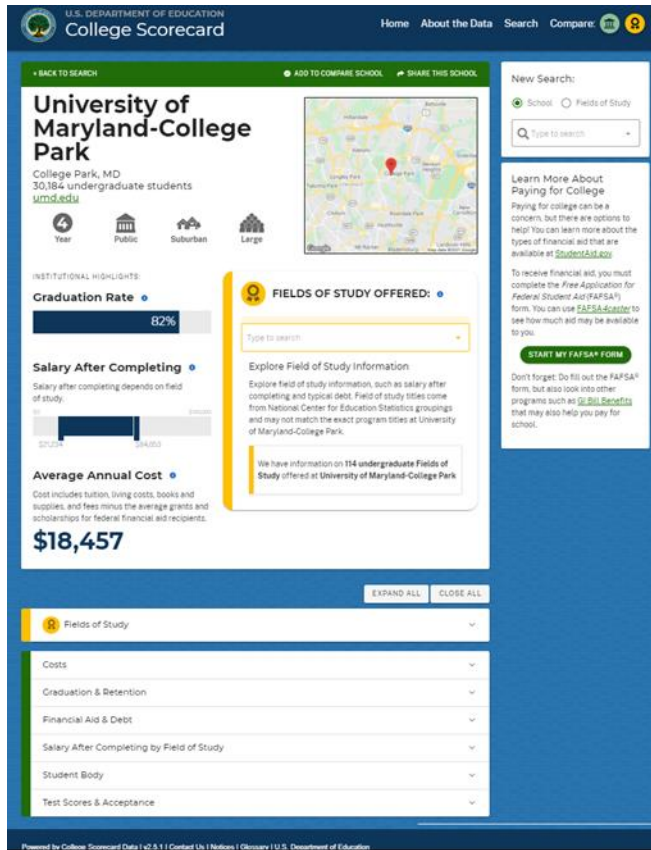 U.S. DEPARTMENT OF EDUCATION
College Scorecard
Home About the Data Search Compare:
« BACK TO SEARCH
ADD TO COMPARE SCHOOL
SHARE THIS SCHOOL
University of
Maryland-College
Park
College Park, MD
30,184 undergraduate students
umd.edu
4
Year
Public
Suburban
Large
College Park
Google
INSTITUTIONAL HIGHLIGHTS:
Graduation Rate
82%
Salary After Completing
Salary after completing depends on field
of study.
Average Annual Cost
Cost includes tuition, living costs, books and
supplies, and fees minus the average grants and
scholarships for federal financial aid recipients.
$18,457
FIELDS OF STUDY OFFERED:
Type to search
Explore Field of Study Information
Explore field of study information, such as salary after
completing and typical debt. Field of study titles come
from National Center for Education Statistics groupings
and may not match the exact program titles at University
of Maryland-College Park.
We have information on 114 undergraduate Fields of
Study offered at University of Maryland-College Park
New Search:
School Fields of Study
Type to search
Learn More About
Paying for College
Paying for college can be a
concern, but there are options to
help! You can learn more about the
types of financial aid that are
available at StudentAid.gov.
To receive financial aid, you must
complete the Free Application for
Federal Student Aid (FAFSA®)
form. You can use FAFSA4caster to
see how much aid may be available
to you.
START MY FAFSA® FORM
Don't forget: Do fill out the FAFSA®
form, but also look into other
programs such as GI Bill Benefits
that may also help you pay for
school.
EXPAND ALL
CLOSE ALL
Fields of Study
Costs
Graduation & Retention
Financial Aid & Debt
Salary After Completing by Field of Study
Student Body
Test Scores & Acceptance
Powered by College Scorecard Data | v2.5.1 | Contact Us | Notices | Glossary | U.S. Department of Education